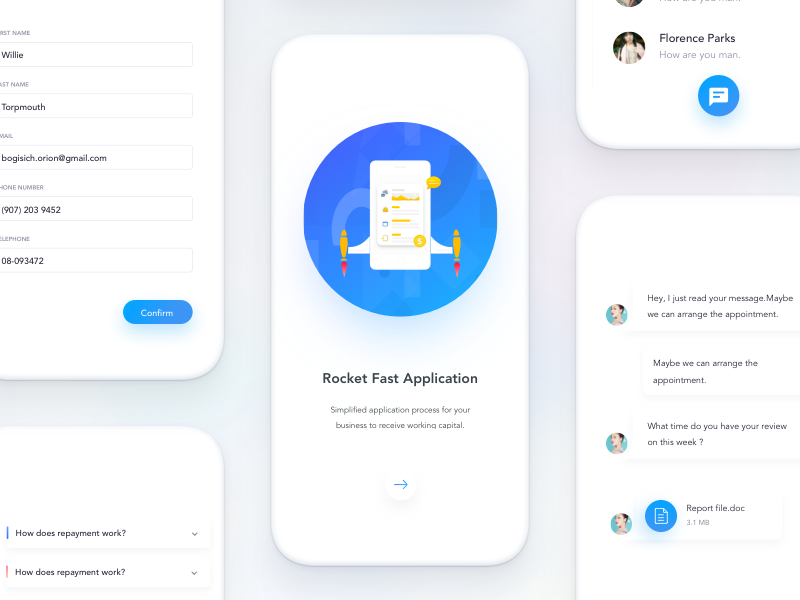 RST NAME
Willie
AST NAME
Torpmouth
MAIL
bogisich.orion@gmail.com
HONE NUMBER
(907) 203 9452
ELEPHONE
08-093472
Confirm
How does repayment work?
How does repayment work?
Rocket Fast Application
Simplified application process for your
business to receive working capital.
Florence Parks
How are you man.
Hey, I just read your message.Maybe
we can arrange the appointment.
Maybe we can arrange the
appointment.
What time do you have your review
on this week ?
Report file.doc
3.1 MB